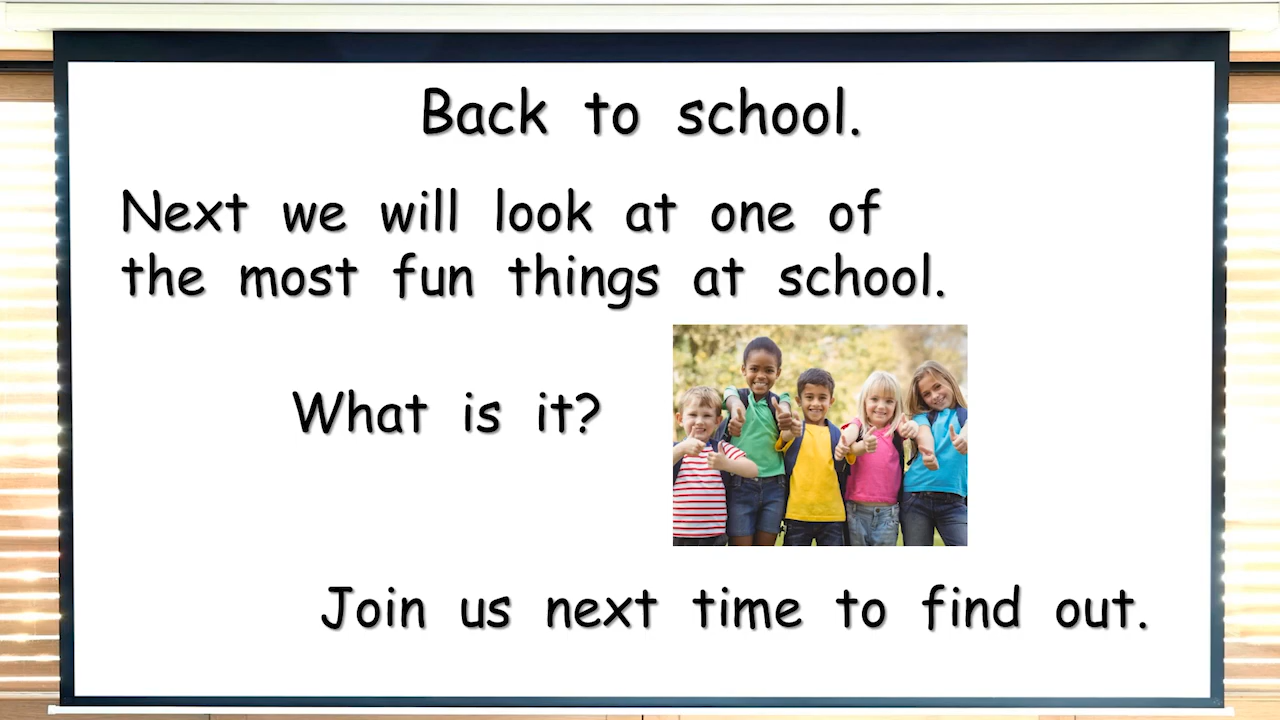 Back to school.
Next we will look at one of
the most fun things at school.
What is it?
Join us next time to find out.